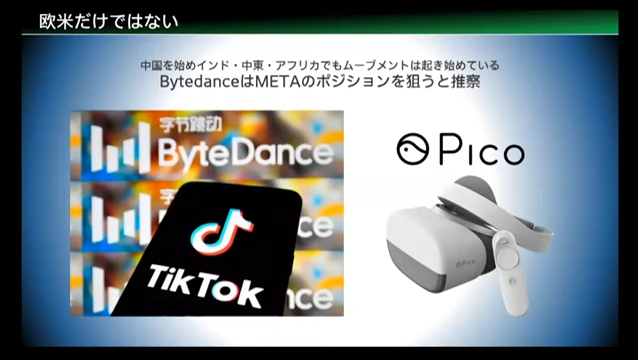 欧米だけではない
中国を始めインド・中東・アフリカでもムーブメントは起き始めている
BytedanceはMETAのポジションを狙うと推察
字节跳动
ByteDance
TikTok
nce
Pico
Pico